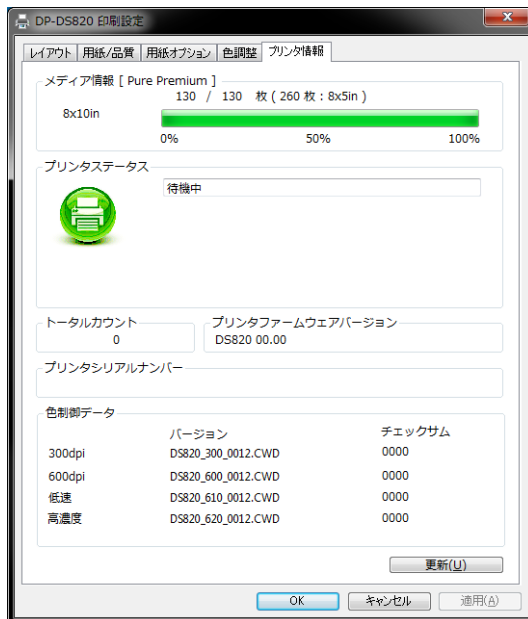 DP-DS820 印刷設定
レイアウト 用紙/品質 用紙オプション 色調整 プリンタ情報
メディア情報 [ Pure Premium ]
130 / 130 枚 ( 260 枚 : 8x5in )
8x10in
0% 50% 100%
プリンタステータス
待機中
トータルカウント プリンタファームウェアバージョン
0 DS820 00.00
プリンタシリアルナンバー
色制御データ
バージョン チェックサム
300dpi DS820_300_0012.CWD 0000
600dpi DS820_600_0012.CWD 0000
低速 DS820_610_0012.CWD 0000
高濃度 DS820_620_0012.CWD 0000
更新(U)
OK キャンセル 適用(A)